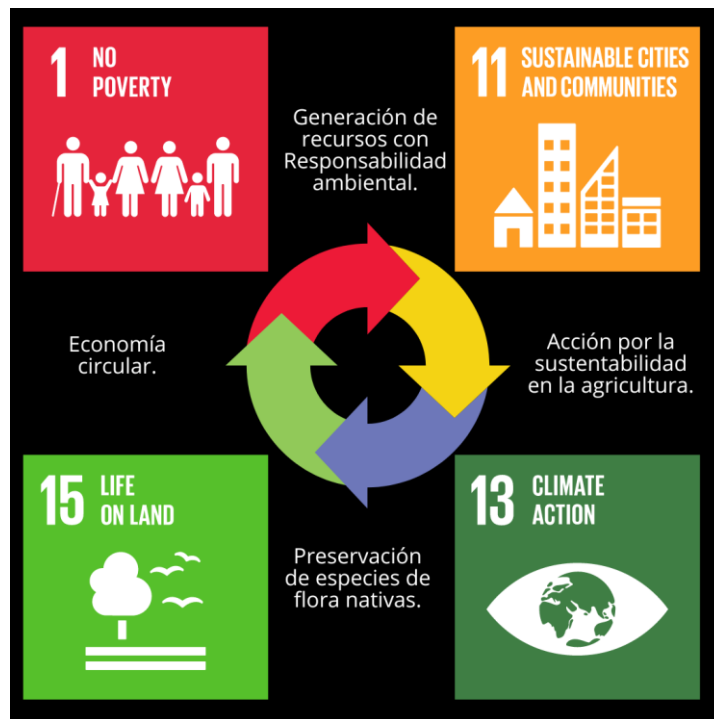 1 NO
POVERTY
11 SUSTAINABLE CITIES
AND COMMUNITIES
Generación de
recursos con
Responsabilidad
ambiental.
Economía
circular.
Acción por la
sustentabilidad
en la agricultura.
15 LIFE
ON LAND
13 CLIMATE
ACTION
Preservación
de especies de
flora nativas.